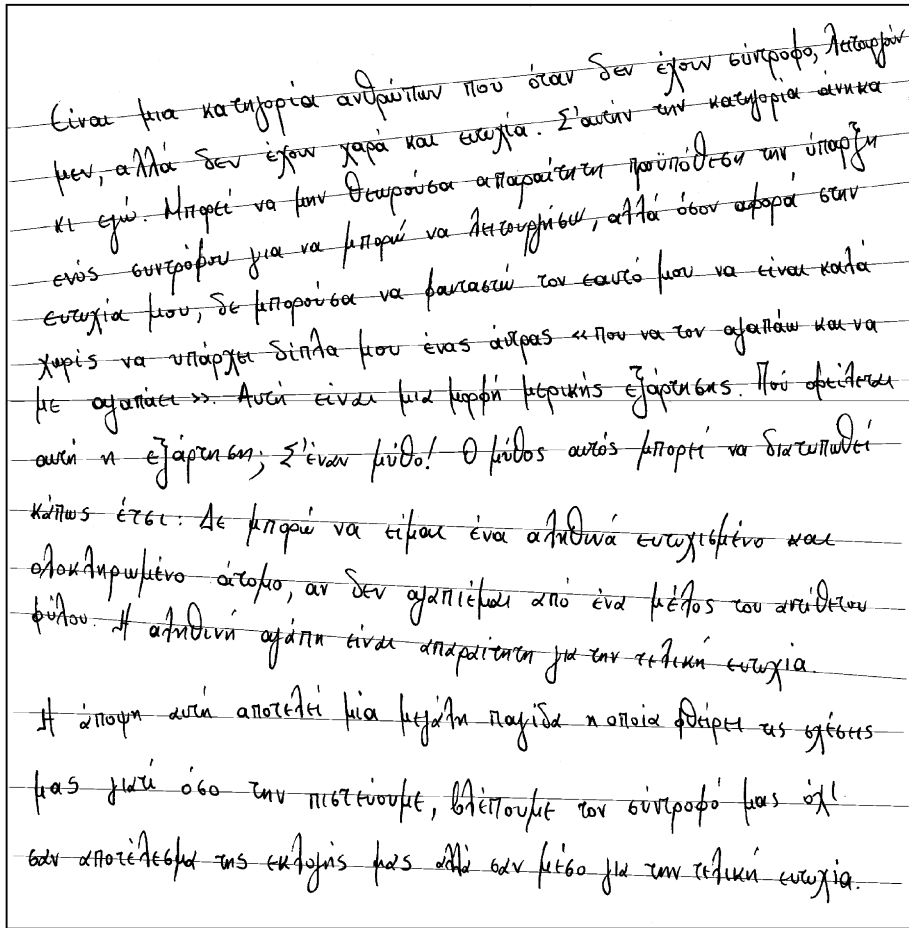 Είναι μια κατηγορία ανθρώπων που όταν δεν έχουν σύντροφο, λειτουργούν
μεν, αλλά δεν έχουν χαρά και ευτυχία. Σ'αυτήν την κατηγορία άνηκα
κι εγώ. Μπορεί να μην θεωρούσα απαραίτητη προϋπόθεση την ύπαρξη
ενός συντρόφου για να μπορώ να λειτουργήσω, αλλά όσον αφορά στην
ευτυχία μου, δε μπορούσα να φανταστώ τον εαυτό μου να είναι καλά
χωρίς να υπάρχει δίπλα μου ένας άντρας «που να τον αγαπάω και να
με αγαπάει». Αυτή είναι μια μορφή μερικής εξάρτησης. Πού οφείλεται
αυτή η εξάρτηση; Σ'έναν μύθο! Ο μύθος αυτός μπορεί να διατυπωθεί
κάπως έτσι: Δε μπορώ να είμαι ένα αληθινά ευτυχισμένο και
ολοκληρωμένο άτομο, αν δεν αγαπιέμαι από ένα μέλος του αντίθετου
φύλου. Η αληθινή αγάπη είναι απαραίτητη για την τελική ευτυχία.
Η άποψη αυτή αποτελεί μία μεγάλη παγίδα η οποία φθείρει τις σχέσεις
μας γιατί όσο την πιστεύουμε, βλέπουμε τον σύντροφό μας όχι
σαν αποτέλεσμα της εκλογής μας αλλά σαν μέσο για την τελική ευτυχία.